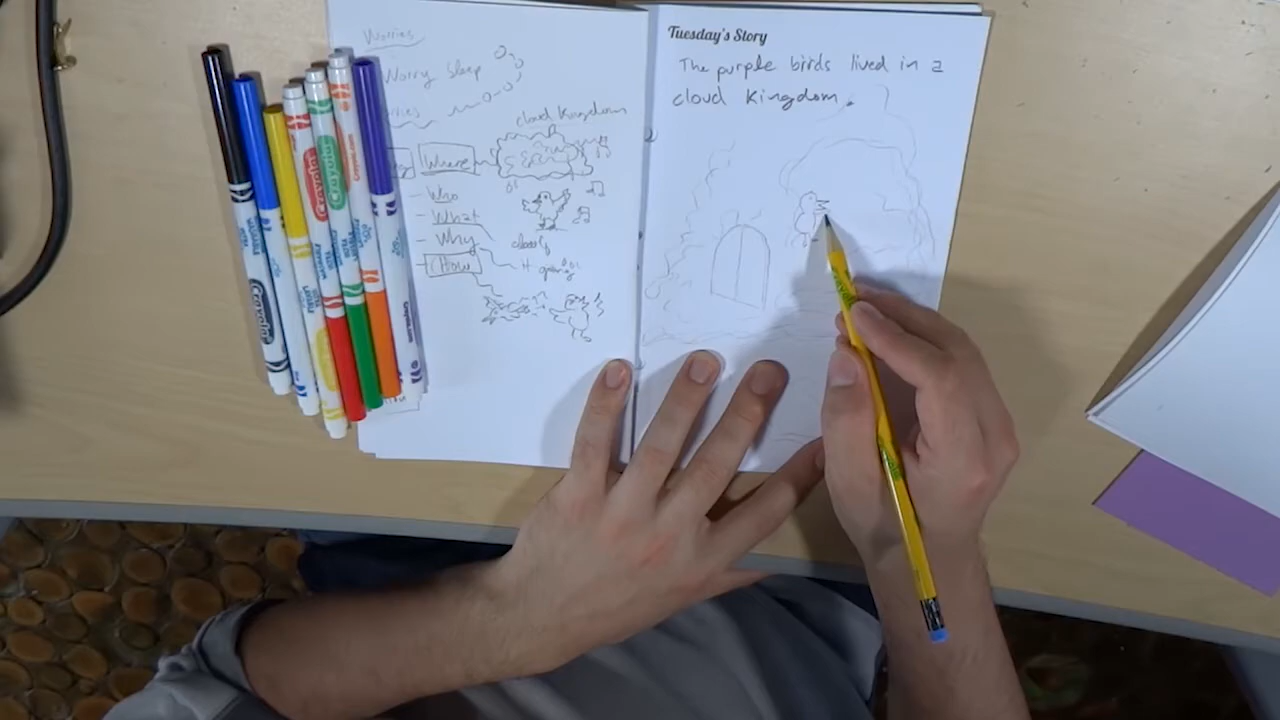 Worries
Worry Sleep
cloud Kingdom
Where
Who
What
Why
How
Tuesday's Story
The purple birds lived in a
cloud Kingdom.
Crayola
Crayola
Crayola